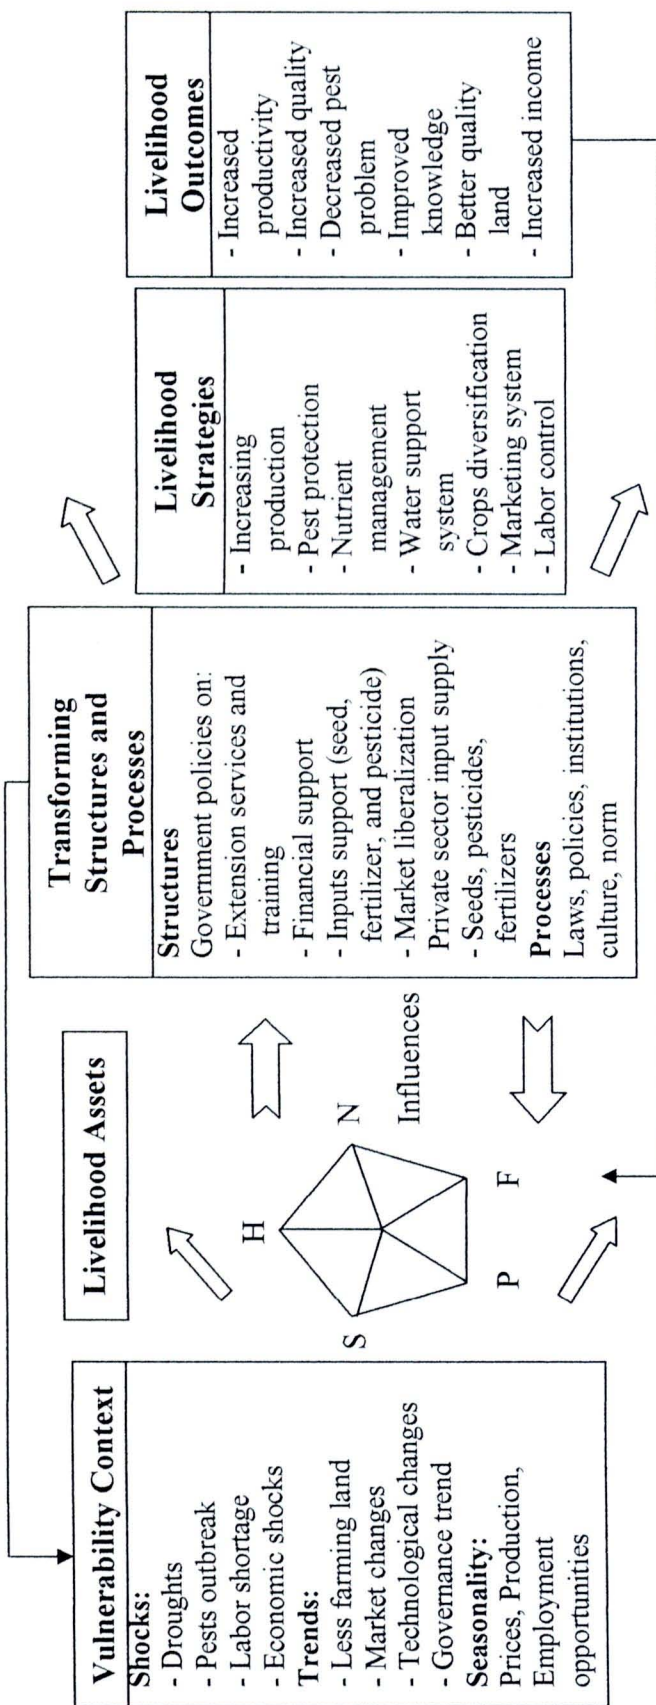 Vulnerability Context
Shocks:
- Droughts
- Pests outbreak
- Labor shortage
- Economic shocks
Trends:
- Less farming land
- Market changes
- Technological changes
- Governance trend
Seasonality:
Prices, Production,
Employment
opportunities
Livelihood Assets
H
S
N
P
F
Influences
Transforming
Structures and
Processes
Structures
Government policies on:
- Extension services and
training
- Financial support
- Inputs support (seed,
fertilizer, and pesticide)
- Market liberalization
Private sector input supply
- Seeds, pesticides,
fertilizers
Processes
Laws, policies, institutions,
culture, norm
Livelihood
Strategies
- Increasing
production
- Pest protection
- Nutrient
management
- Water support
system
- Crops diversification
- Marketing system
- Labor control
Livelihood
Outcomes
- Increased
productivity
- Increased quality
- Decreased pest
problem
- Improved
knowledge
- Better quality
land
- Increased income